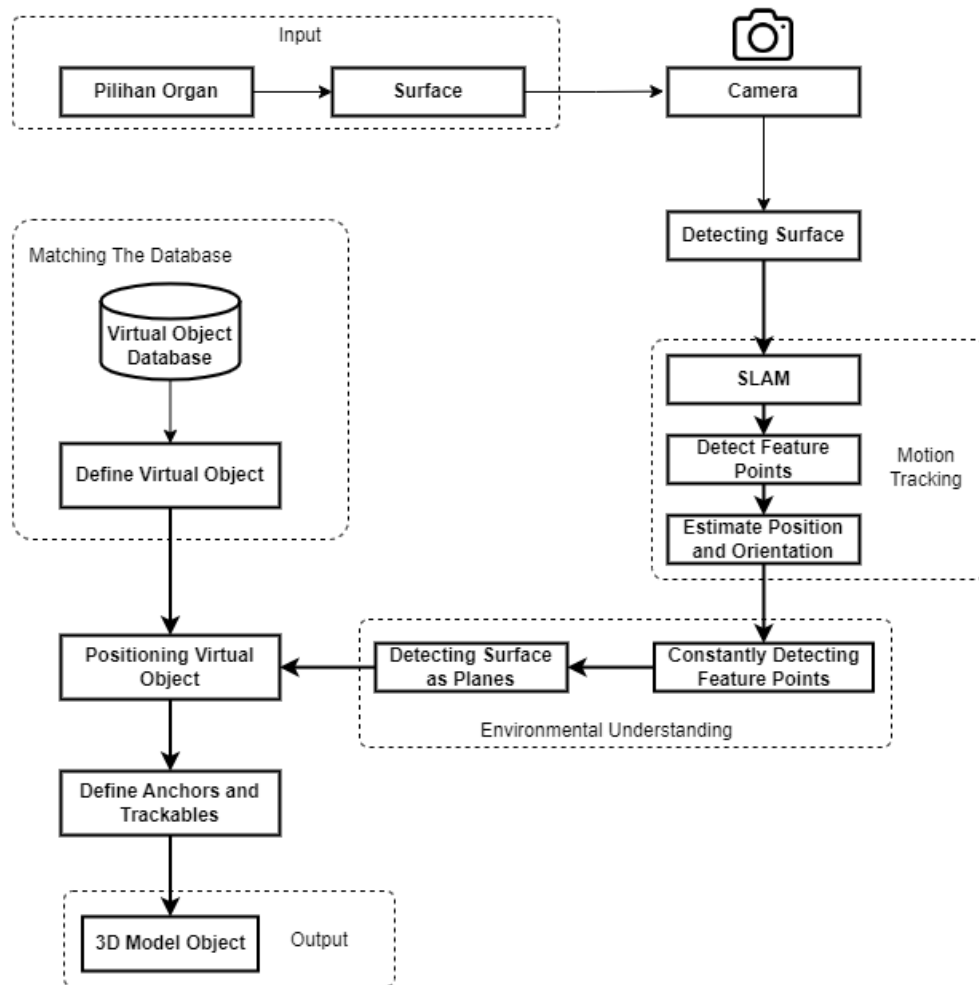 Input
Pilihan Organ
Surface
Camera
Detecting Surface
Matching The Database
Virtual Object
Database
Define Virtual Object
SLAM
Detect Feature
Points
Estimate Position
and Orientation
Motion
Tracking
Positioning Virtual
Object
Detecting Surface
as Planes
Constantly Detecting
Feature Points
Environmental Understanding
Define Anchors and
Trackables
3D Model Object
Output